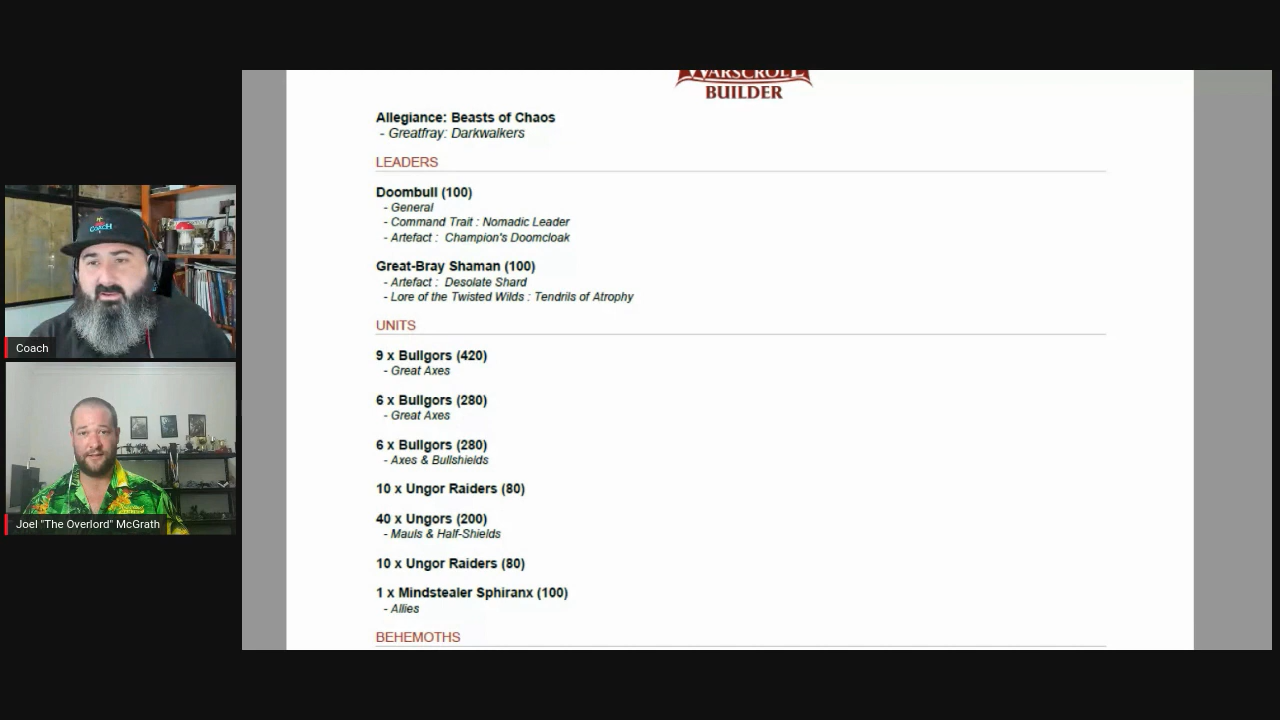 WARSCROLL
BUILDER
Allegiance: Beasts of Chaos
- Greatfray: Darkwalkers
LEADERS
Doombull (100)
- General
- Command Trait : Nomadic Leader
- Artefact : Champion's Doomcloak
Great-Bray Shaman (100)
- Artefact : Desolate Shard
- Lore of the Twisted Wilds : Tendrils of Atrophy
UNITS
9 x Bullgors (420)
- Great Axes
6 x Bullgors (280)
- Great Axes
6 x Bullgors (280)
- Axes & Bullshields
10 x Ungor Raiders (80)
40 x Ungors (200)
- Mauls & Half-Shields
10 x Ungor Raiders (80)
1 x Mindstealer Sphiranx (100)
- Allies
BEHEMOTHS
COACH
Coach
Joel "The Overlord" McGrath